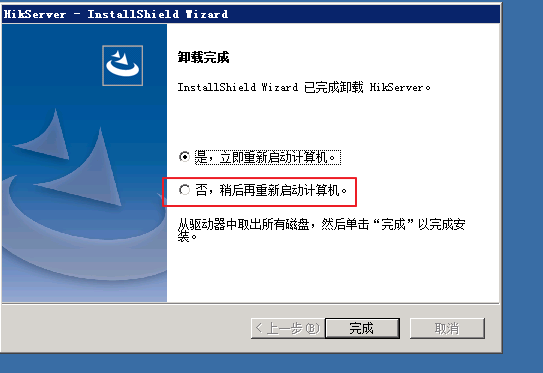 HikServer - InstallShield Wizard
卸载完成
InstallShield Wizard 已完成卸载 HikServer。
是，立即重新启动计算机。
否，稍后再重新启动计算机。
从驱动器中取出所有磁盘，然后单击“完成”以完成安
装。
< 上一步(B)
完成
取消